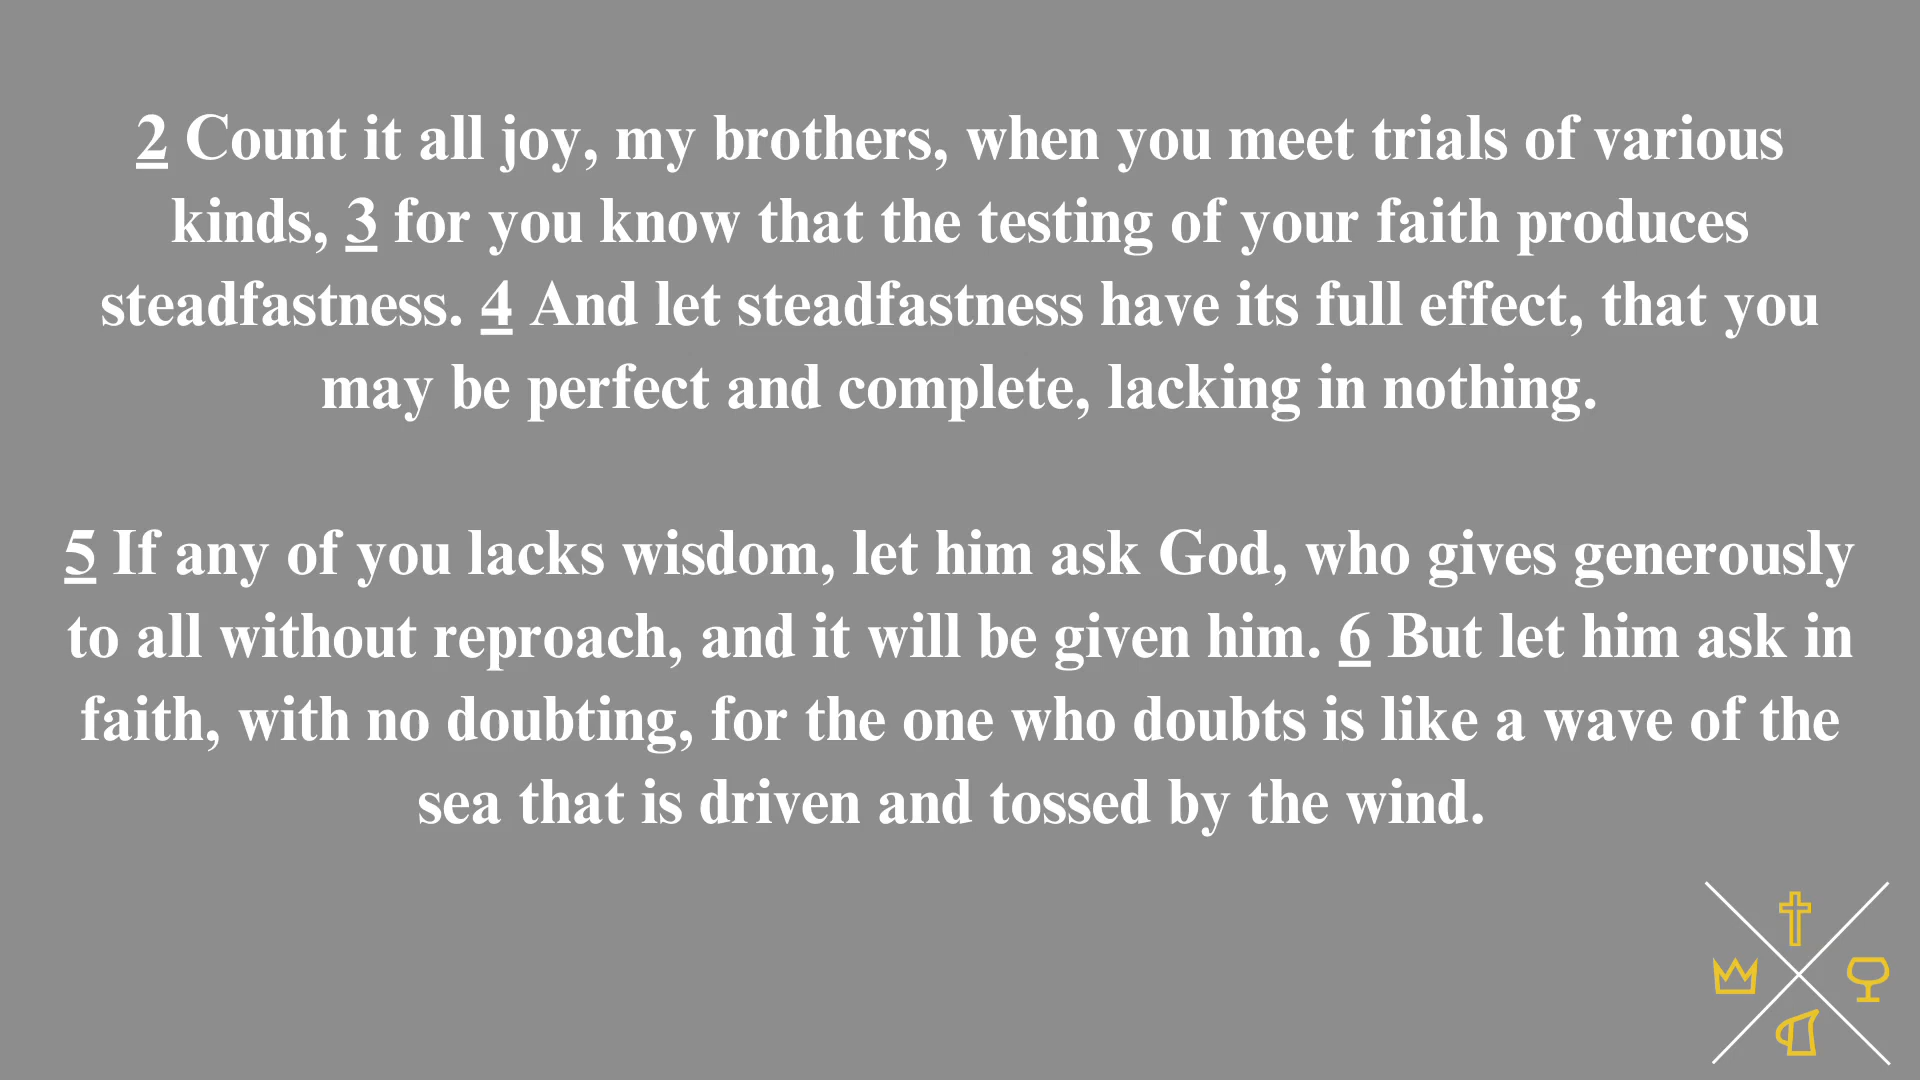 2 Count it all joy, my brothers, when you meet trials of various
kinds, 3 for you know that the testing of your faith produces
steadfastness. 4 And let steadfastness have its full effect, that you
may be perfect and complete, lacking in nothing.
5 If any of you lacks wisdom, let him ask God, who gives generously
to all without reproach, and it will be given him. 6 But let him ask in
faith, with no doubting, for the one who doubts is like a wave of the
sea that is driven and tossed by the wind.